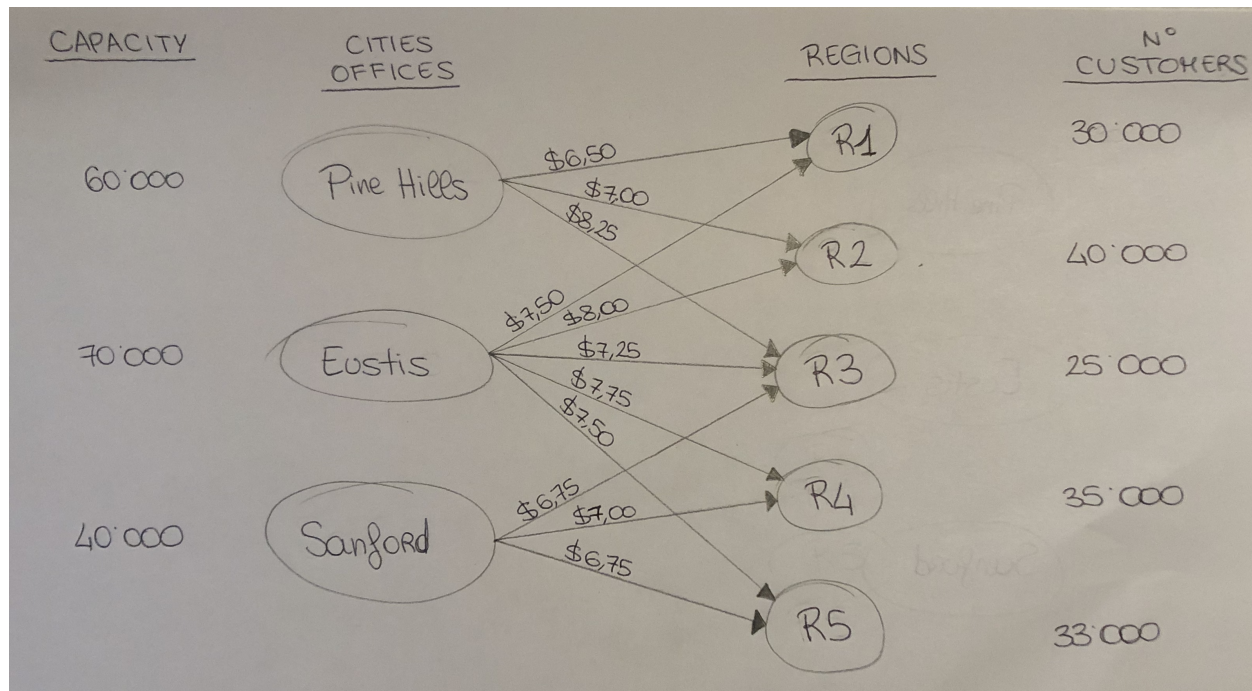 CAPACITY
CITIES
OFFICES
REGIONS
N°
CUSTOMERS
60'000
Pine Hills
$6,50
$7,00
$8,25
R1
30'000
R2
40'000
70'000
Eustis
$7,50
$8,00
$7,25
$7,75
$7,50
R3
25'000
40'000
Sanford
$6,75
$7,00
$6,75
R4
35'000
R5
33'000